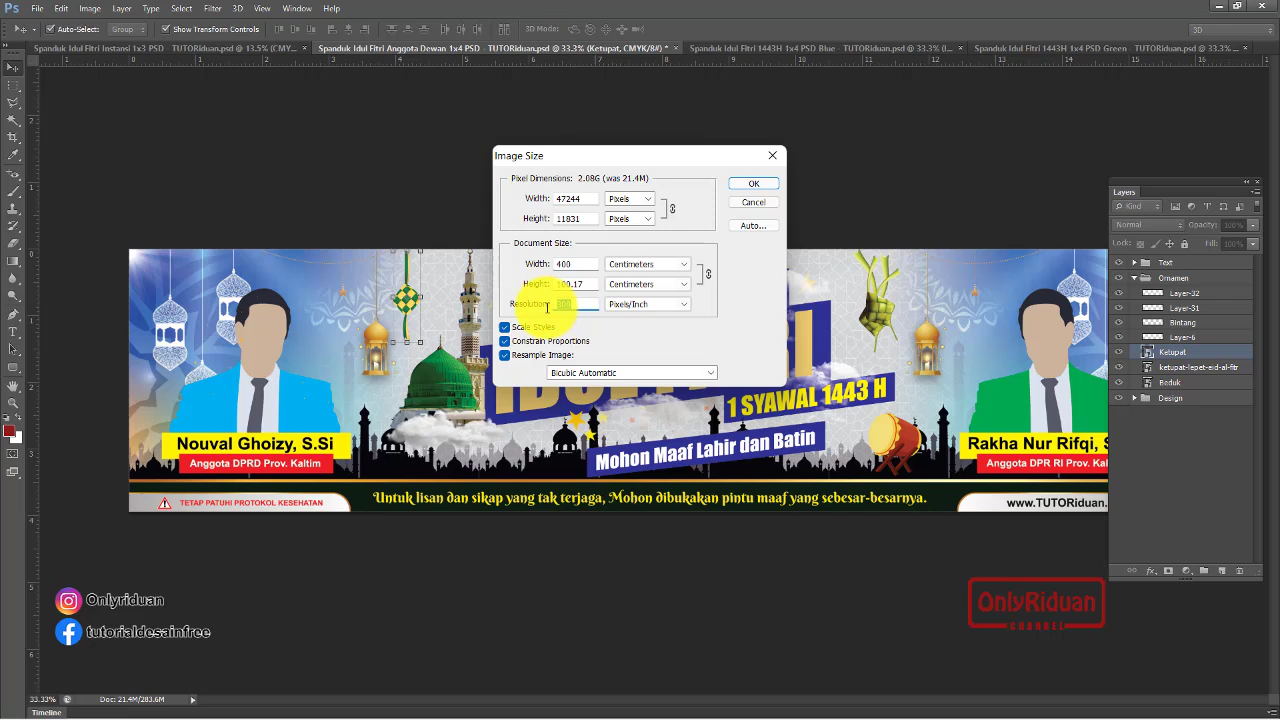 Ps File Edit Image Layer Type Select Filter 3D View Window Help
Auto-Select: Group Show Transform Controls 3D Mode: 3D
Spanduk Idul Fitri Instansi 1x3 PSD - TUTORiduan.psd @ 13.5% (CMY...
Spanduk Idul Fitri Anggota Dewan 1x4 PSD - TUTORiduan.psd @ 33.3% (Ketupat, CMYK/8#) *
Spanduk Idul Fitri 1443H 1x4 PSD Blue - TUTORiduan.psd @ 33.3% (l...
Spanduk Idul Fitri 1443H 1x4 PSD Green - TUTORiduan.psd @ 33.3% ...
Image Size
Pixel Dimensions: 2.08G (was 21.4M)
Width: 47244 Pixels
Height: 11831 Pixels
Document Size:
Width: 400 Centimeters
Height: 100.17 Centimeters
Resolution: 300 Pixels/Inch
Scale Styles
Constrain Proportions
Resample Image:
Bicubic Automatic
OK
Cancel
Auto...
1 SYAWAL 1443 H
Mohon Maaf Lahir dan Batin
Nouval Ghoizy, S.Si
Anggota DPRD Prov. Kaltim
Rakha Nur Rifqi, S
Anggota DPR RI Prov. Kal
TETAP PATUHI PROTOKOL KESEHATAN
Untuk lisan dan sikap yang tak terjaga, Mohon dibukakan pintu maaf yang sebesar-besarnya.
www.TUTORiduan.
Layers
Kind
Normal Opacity: 100%
Lock: Fill: 100%
Text
Ornamen
Layer-32
Layer-31
Bintang
Layer-6
Ketupat
ketupat-lepet-eid-al-fitr
Beduk
Design
Onlyriduan
tutorialdesainfree
OnlyRiduan
CHANNEL
33.33% Doc: 21.4M/283.6M
Timeline